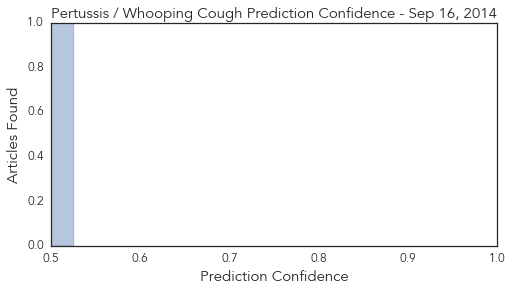 Pertussis / Whooping Cough Prediction Confidence - Sep 16, 2014
1.0
0.8
0.6
0.4
0.2
0.0
Articles Found
0.5 0.6 0.7 0.8 0.9 1.0
Prediction Confidence